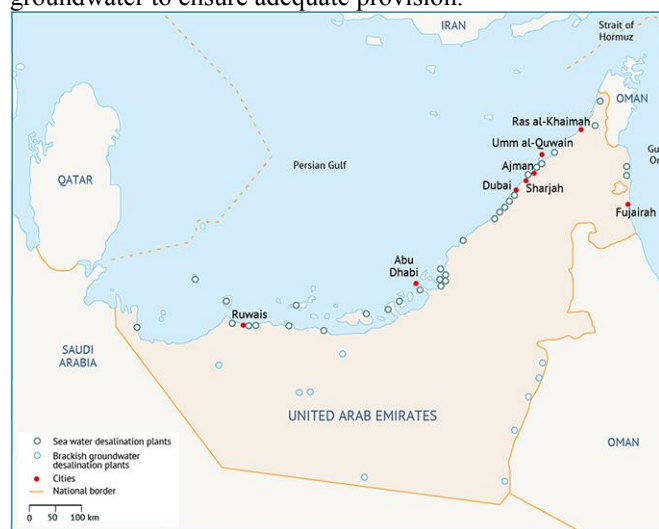 groundwater to ensure adequate provision.
IRAN
Strait of
Hormuz
OMAN
Ras al-Khaimah
Umm al-Quwain
Persian Gulf
Ajman
QATAR
Dubai
Sharjah
Fujairah
Abu
Dhabi
Ruwais
SAUDI
ARABIA
UNITED ARAB EMIRATES
OMAN
Sea water desalination plants
Brackish groundwater
desalination plants
Cities
National border
0 50 100 km